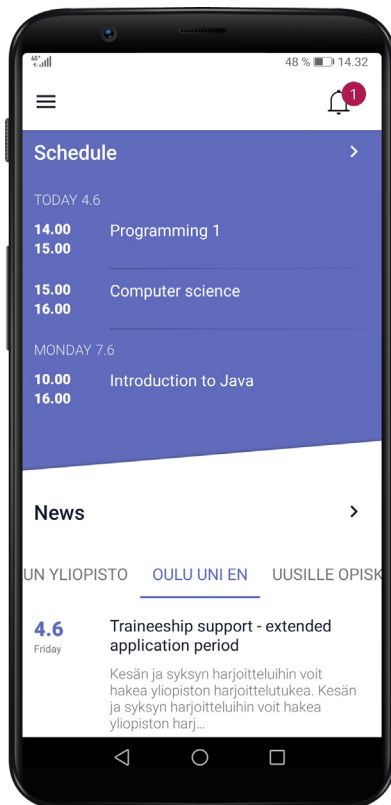 4G+
48 % 14.32
1
Schedule
TODAY 4.6
14.00 Programming 1
15.00
15.00 Computer science
16.00
MONDAY 7.6
10.00 Introduction to Java
16.00
News
UN YLIOPISTO OULU UNI EN UUSILLE OPISK
4.6 Traineeship support - extended
Friday application period
Kesän ja syksyn harjoitteluihin voit
hakea yliopiston harjoittelutukea. Kesän
ja syksyn harjoitteluihin voit hakea
yliopiston harj...